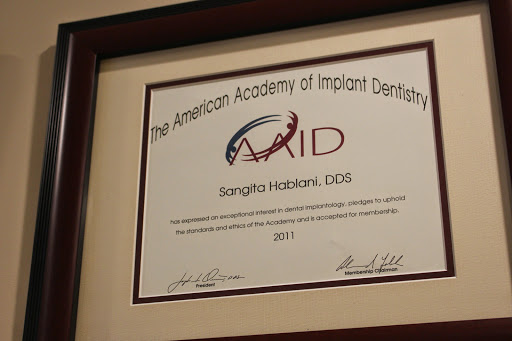 The American Academy of Implant Dentistry
AAID
Sangita Hablani, DDS
has expressed an exceptional interest in dental implantology, pledges to uphold
the standards and ethics of the Academy and is accepted for membership.
2011
President
Membership Chairman